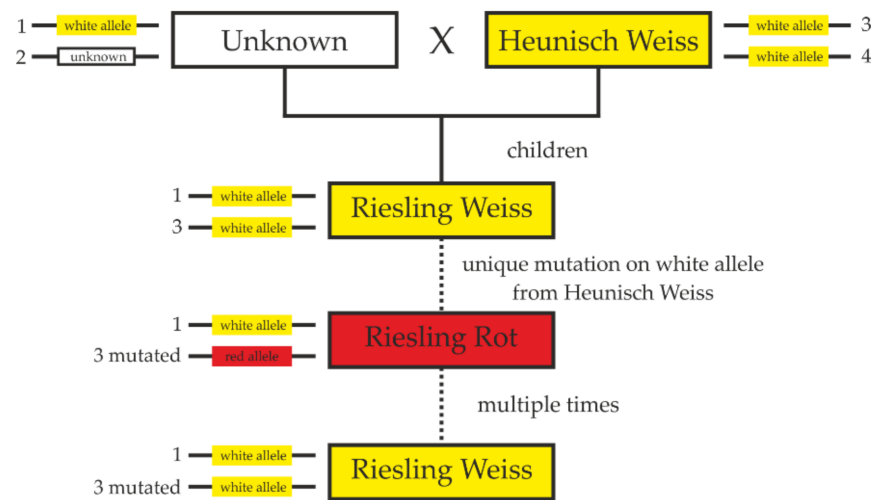 1 white allele
2 unknown
Unknown
X
Heunisch Weiss
white allele 3
white allele 4
children
1 white allele
3 white allele
Riesling Weiss
unique mutation on white allele
from Heunisch Weiss
1 white allele
3 mutated red allele
Riesling Rot
multiple times
1 white allele
3 mutated white allele
Riesling Weiss